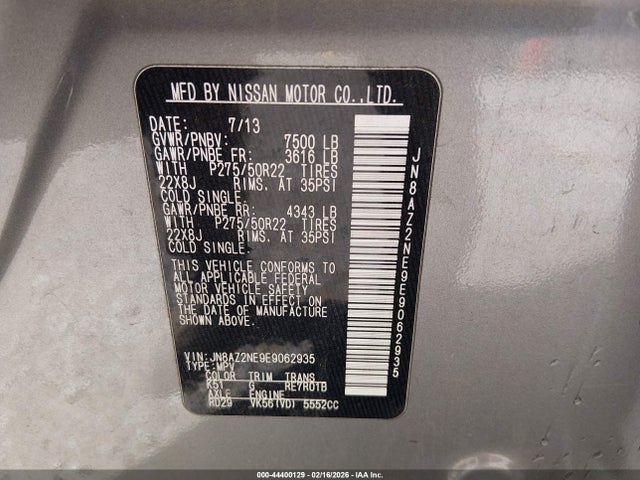 MFD BY NISSAN MOTOR CO.,LTD.
DATE: 7/13
GVWR/PNBV: 7500 LB
GAWR/PNBE FR: 3616 LB
WITH P275/50R22 TIRES
22X8J RIMS, AT 35PSI
COLD SINGLE.
GAWR/PNBE RR: 4343 LB
WITH P275/50R22 TIRES
22X8J RIMS, AT 35PSI
COLD SINGLE.
THIS VEHICLE CONFORMS TO
ALL APPLICABLE FEDERAL
MOTOR VEHICLE SAFETY
STANDARDS IN EFFECT ON
THE DATE OF MANUFACTURE
SHOWN ABOVE.
VIN:JN8AZ2NE9E9062935
TYPE:MPV
COLOR TRIM TRANS
K51 G RE7R01B
AXLE ENGINE
RD29 VK56(VD) 5552CC
JN8AZ2NE9E9062935
000-44400129 - 02/16/2026 - IAA Inc.